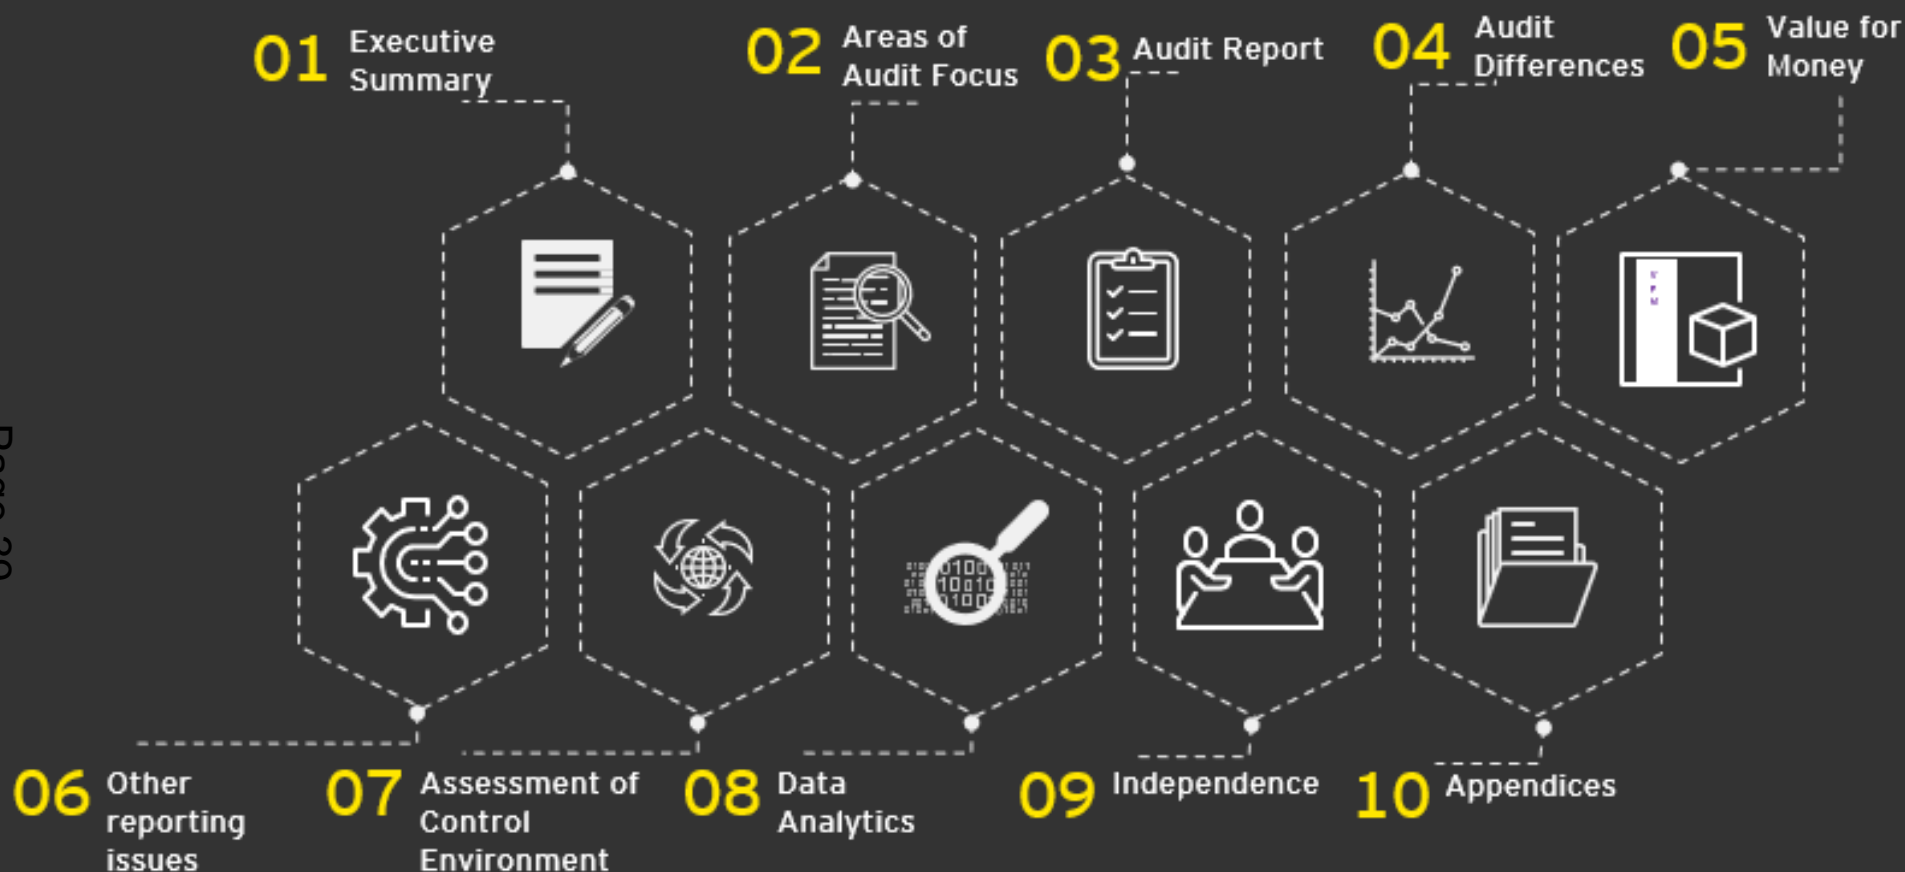 01 Executive
Summary
02 Areas of
Audit Focus
03 Audit Report
04 Audit
Differences
05 Value for
Money
V
F
M
06 Other
reporting
issues
07 Assessment of
Control
Environment
08 Data
Analytics
09 Independence
10 Appendices